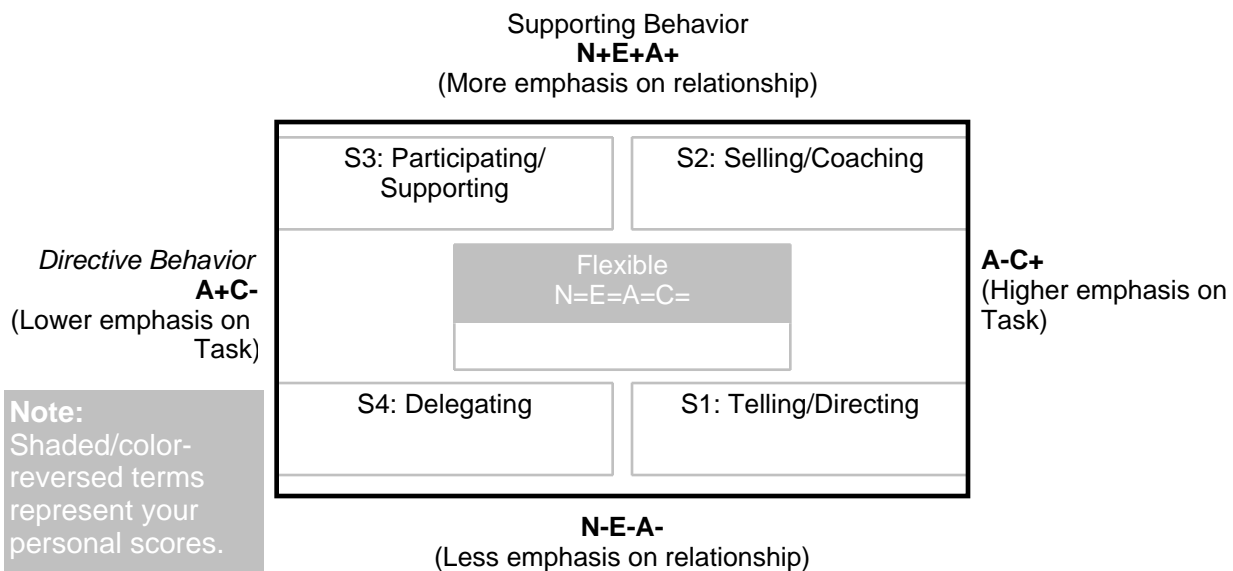 Supporting Behavior
N+E+A+
(More emphasis on relationship)
S3: Participating/
Supporting
S2: Selling/Coaching
Directive Behavior
A+C-
(Lower emphasis on
Task)
Flexible
N=E=A=C=
A-C+
(Higher emphasis on
Task)
Note:
Shaded/color-
reversed terms
represent your
personal scores.
S4: Delegating
S1: Telling/Directing
N-E-A-
(Less emphasis on relationship)